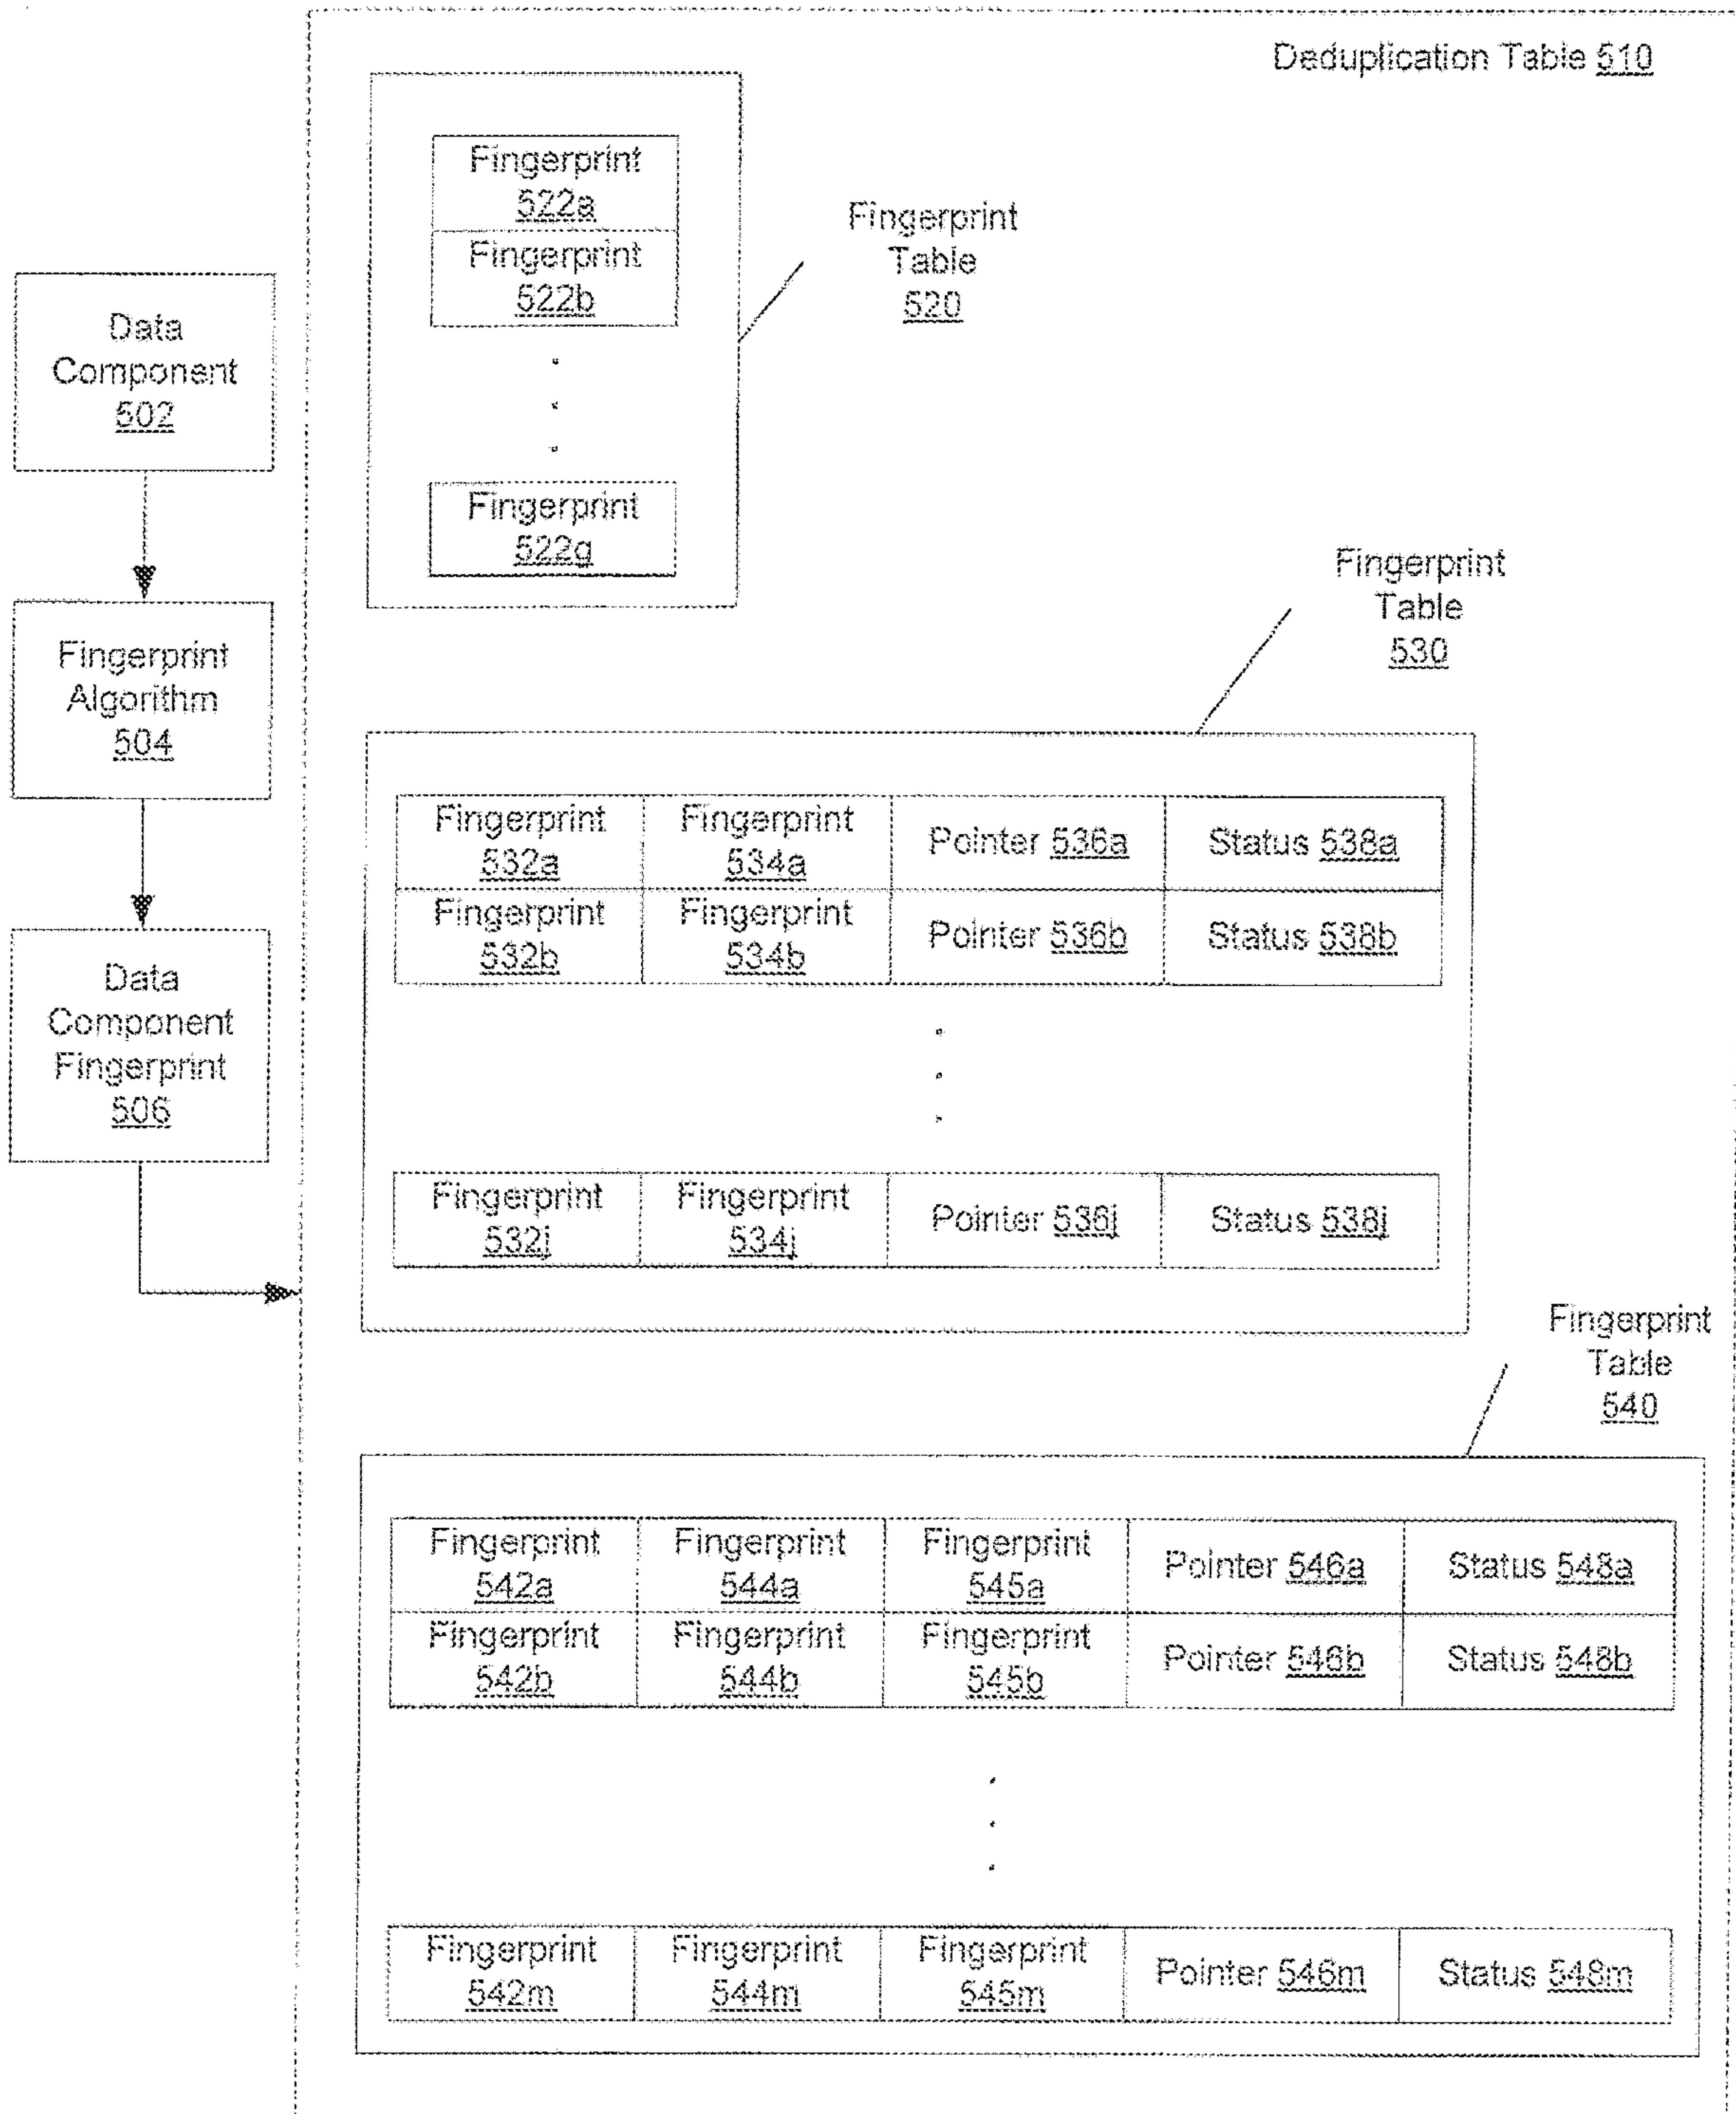 Deduplication Table 510
Fingerprint
522a
Fingerprint
522b
Fingerprint
522g
Fingerprint
Table
520
Data
Component
502
Fingerprint
Algorithm
504
Data
Component
Fingerprint
506
Fingerprint
Table
530
Fingerprint
532a
Fingerprint
534a
Pointer 536a
Status 538a
Fingerprint
532b
Fingerprint
534b
Pointer 536b
Status 538b
Fingerprint
532j
Fingerprint
534j
Pointer 536j
Status 538j
Fingerprint
Table
540
Fingerprint
542a
Fingerprint
544a
Fingerprint
545a
Pointer 546a
Status 548a
Fingerprint
542b
Fingerprint
544b
Fingerprint
545b
Pointer 546b
Status 548b
Fingerprint
542m
Fingerprint
544m
Fingerprint
545m
Pointer 546m
Status 548m